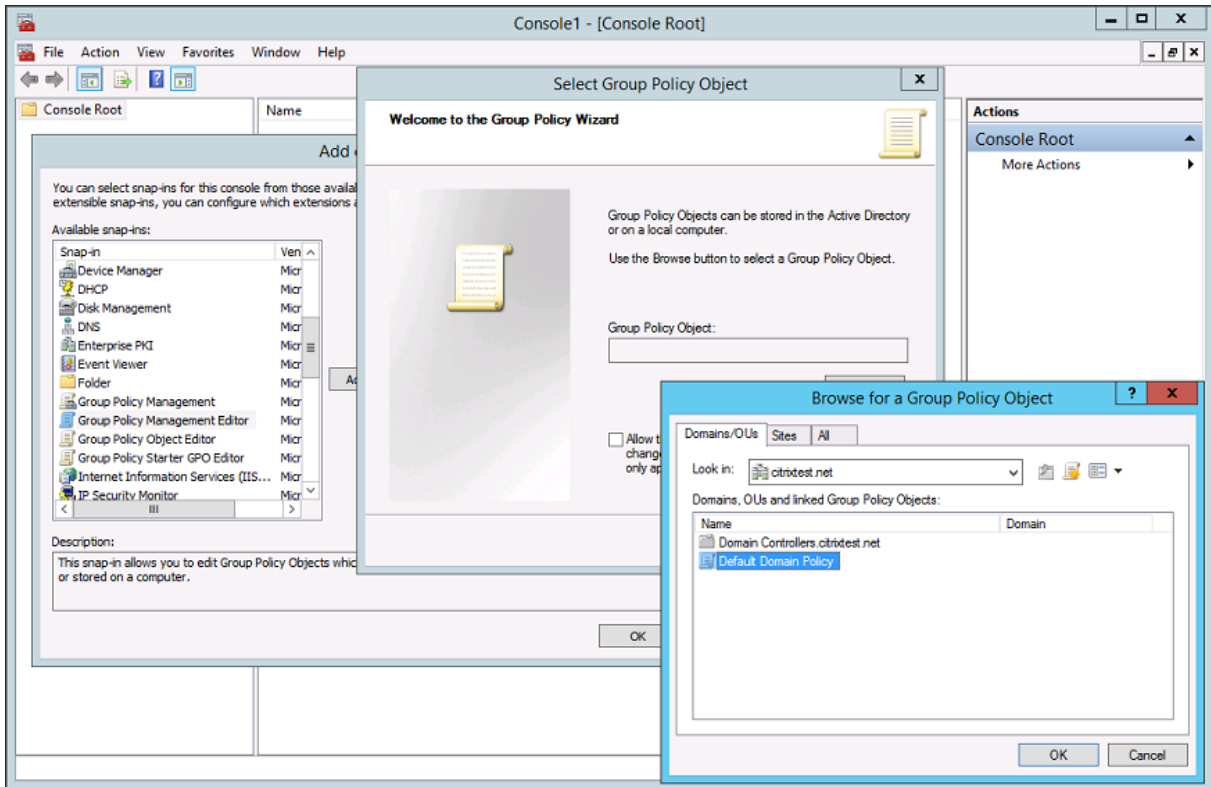 Console1 - [Console Root]
File Action View Favorites Window Help
Console Root
Name
Actions
Console Root
More Actions
Add
You can select snap-ins for this console from those
extensible snap-ins, you can configure which extensions
Available snap-ins:
Snap-in
Device Manager Micr
DHCP Micr
Disk Management Micr
DNS Micr
Enterprise PKI Micr
Event Viewer Micr
Folder Micr
Group Policy Management Micr
Group Policy Management Editor Micr
Group Policy Object Editor Micr
Group Policy Starter GPO Editor Micr
Internet Information Services (IIS... Micr
IP Security Monitor Micr
Description:
This snap-in allows you to edit Group Policy Objects
or stored on a computer.
OK
Select Group Policy Object
Welcome to the Group Policy Wizard
Group Policy Objects can be stored in the Active Directory
or on a local computer.
Use the Browse button to select a Group Policy Object.
Group Policy Object:
Allow
only
Browse for a Group Policy Object
Domains/OUs Sites All
Look in: citrixtest.net
Domains, OUs and linked Group Policy Objects:
Name Domain
Domain Controllers.citrixtest.net
Default Domain Policy
OK Cancel